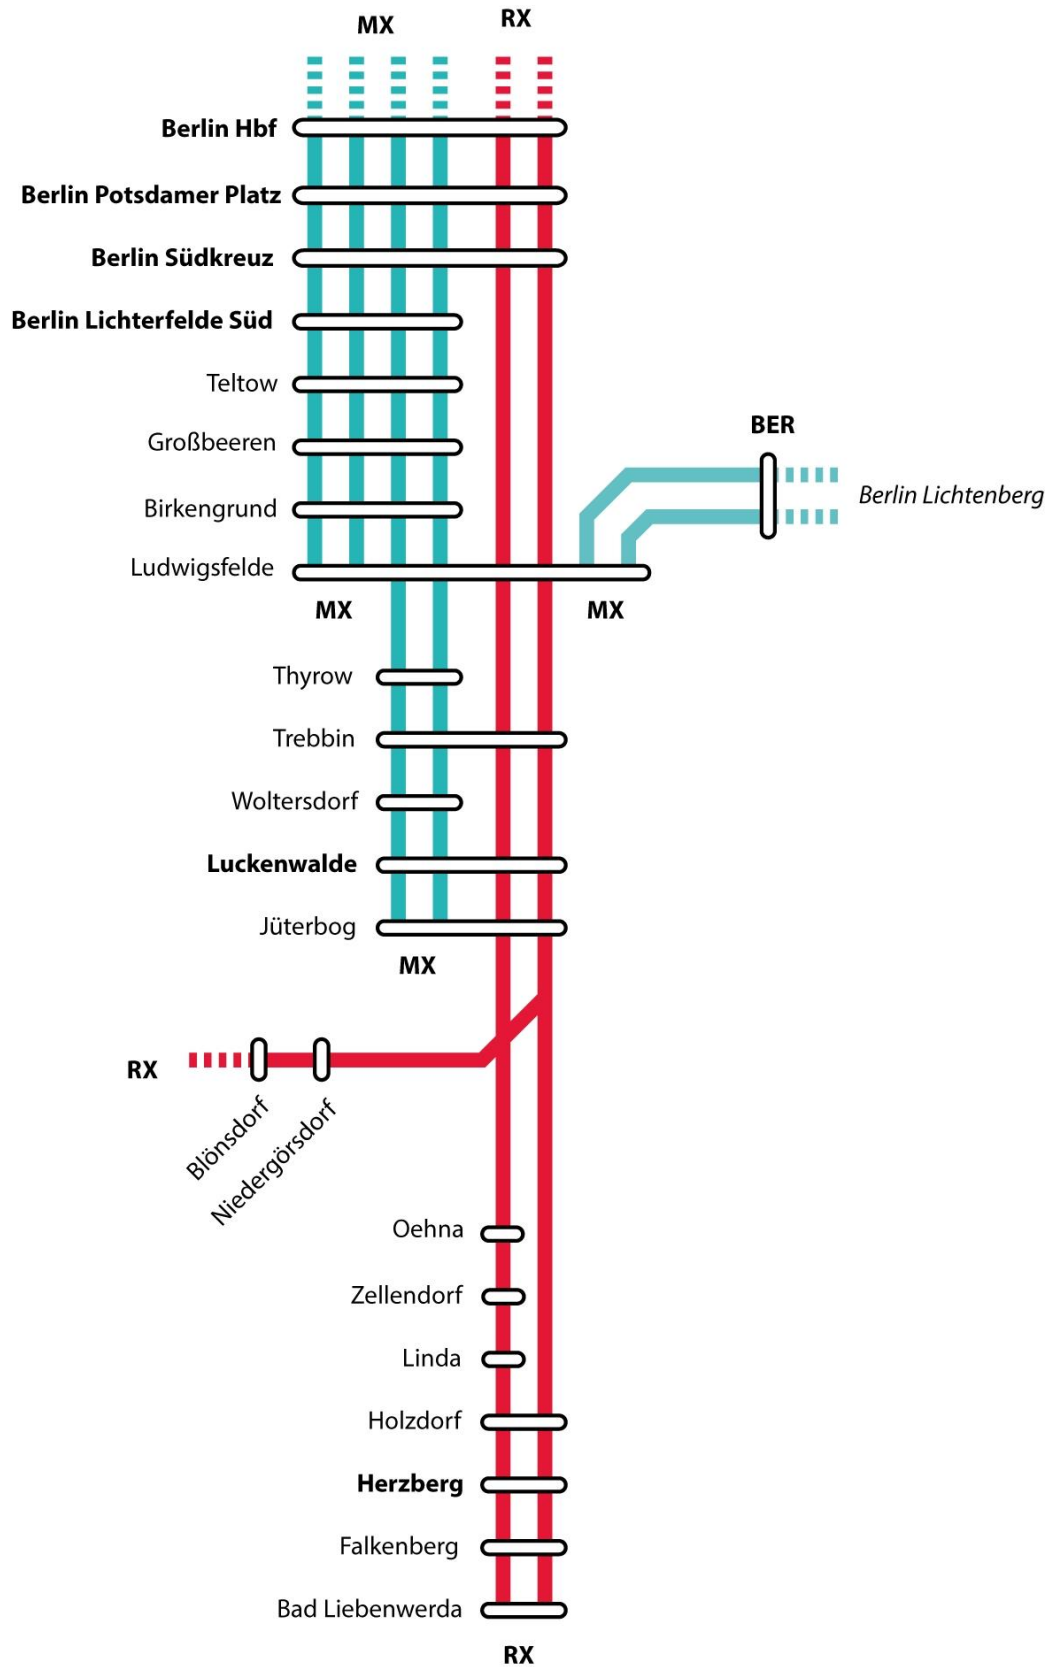 MX
RX
Berlin Hbf
Berlin Potsdamer Platz
Berlin Südkreuz
Berlin Lichterfelde Süd
Teltow
Großbeeren
BER
Berlin Lichtenberg
Birkengrund
Ludwigsfelde
MX
MX
Thyrow
Trebbin
Woltersdorf
Luckenwalde
Jüterbog
MX
RX
Blönsdorf
Niedergörsdorf
Oehna
Zellendorf
Linda
Holzdorf
Herzberg
Falkenberg
Bad Liebenwerda
RX